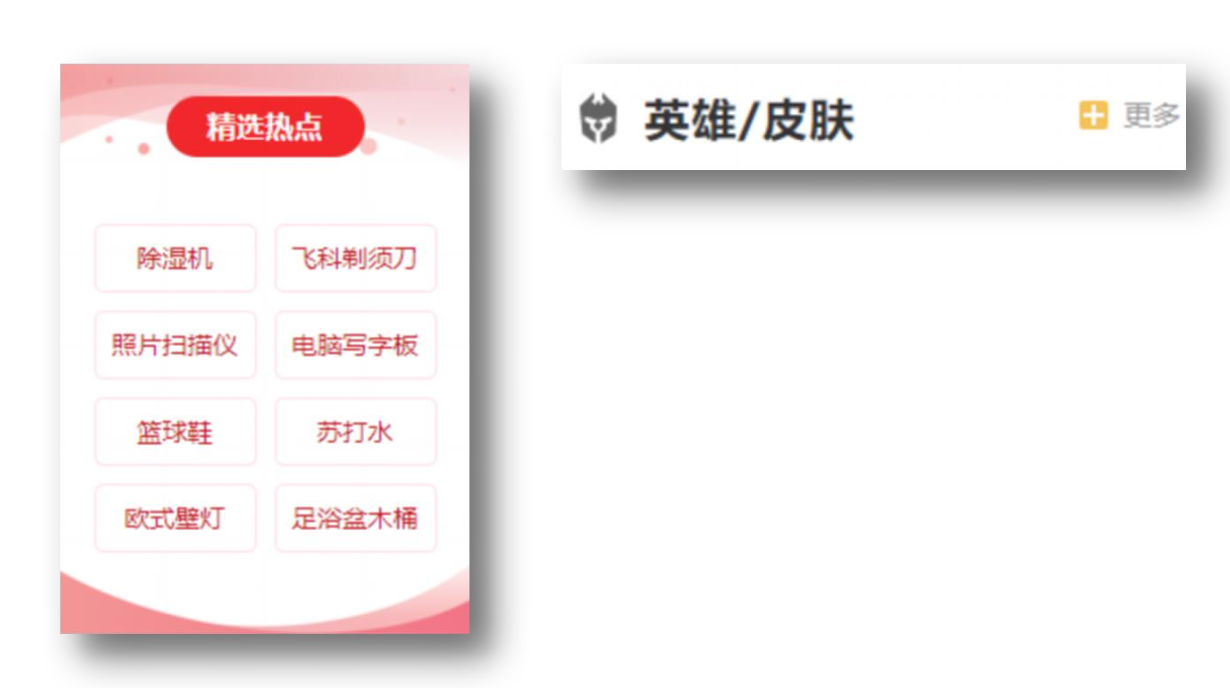 精选热点
除湿机 飞科剃须刀
照片扫描仪 电脑写字板
篮球鞋 苏打水
欧式壁灯 足浴盆木桶
英雄/皮肤 更多